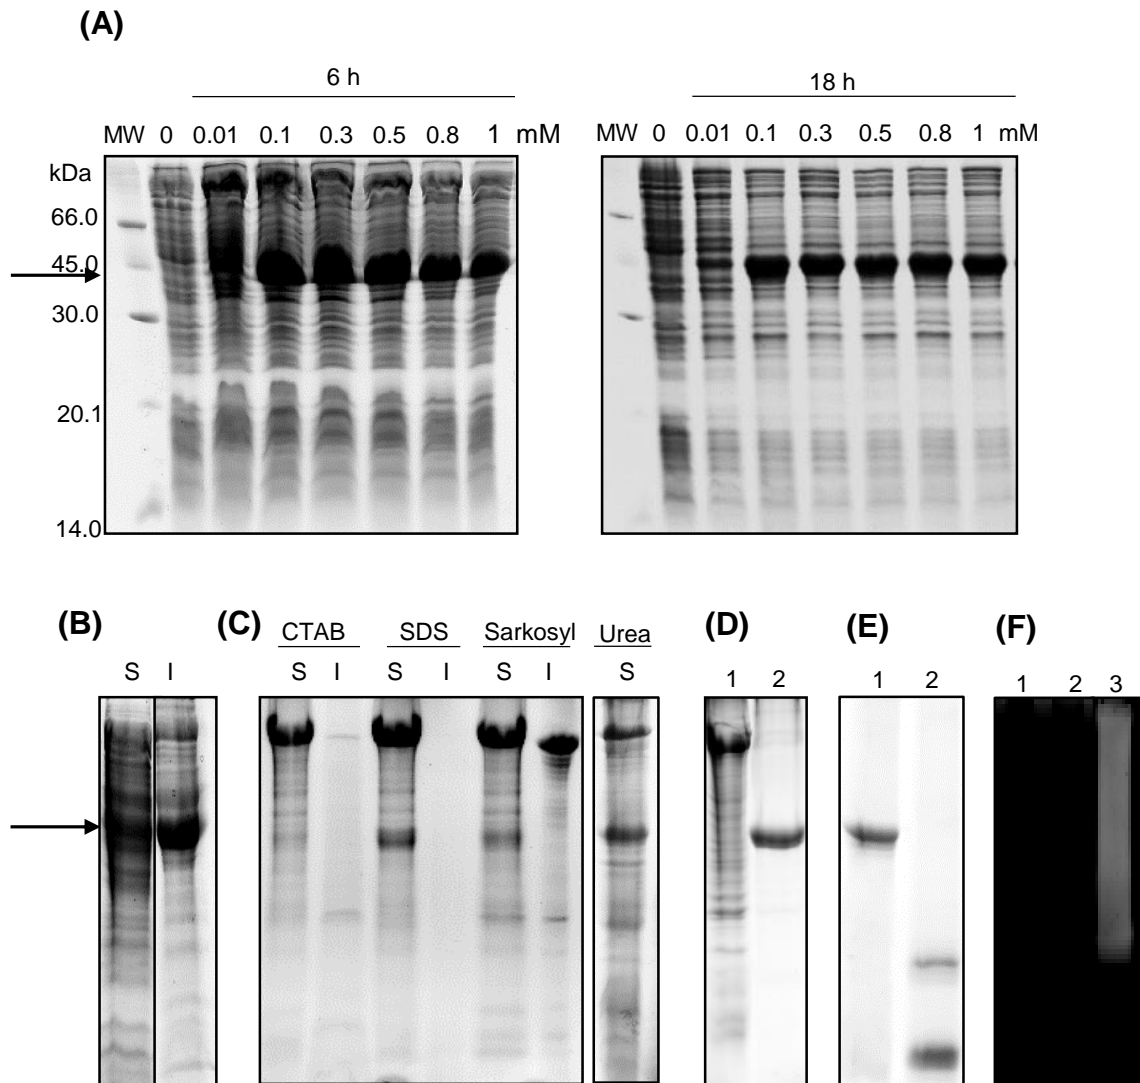 (A)
6 h
18 h
MW 0 0.01 0.1 0.3 0.5 0.8 1 mM
MW 0 0.01 0.1 0.3 0.5 0.8 1 mM
kDa
66.0
45.0
30.0
20.1
14.0
(B)
(C)
(D)
(E)
(F)
CTAB SDS Sarkosyl Urea
S I
S I S I S I S
1 2
1 2
1 2 3